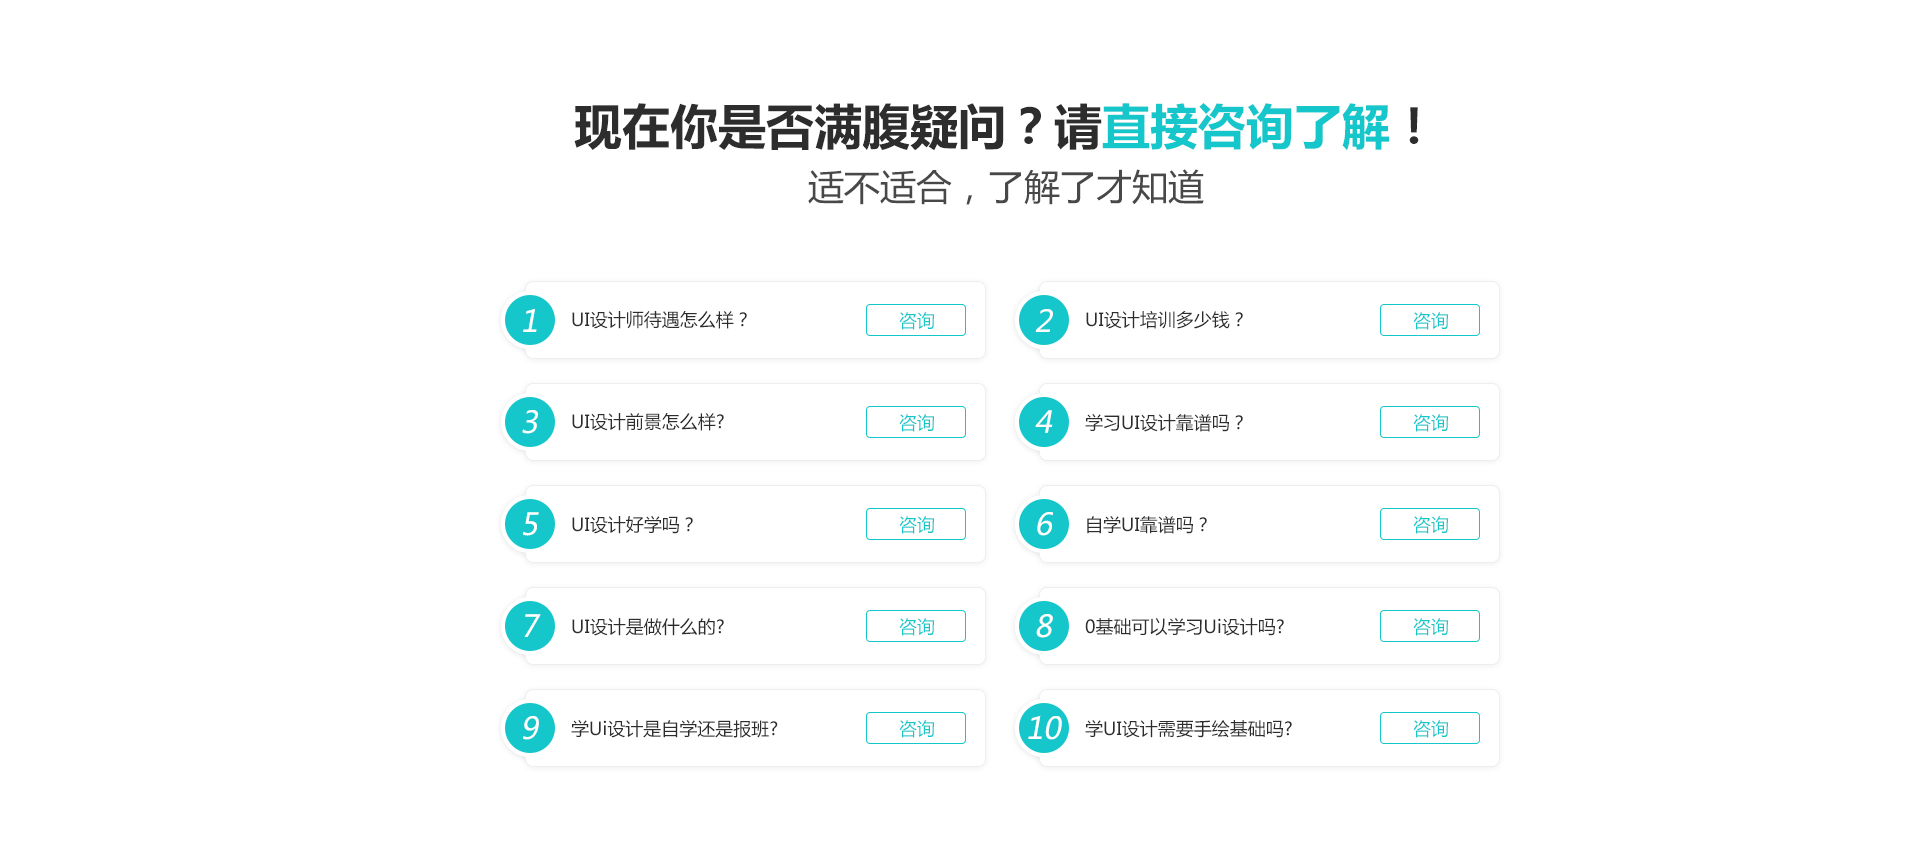 现在你是否满腹疑问？请直接咨询了解！
适不适合，了解了才知道
1 UI设计师待遇怎么样？ 咨询
2 UI设计培训多少钱？ 咨询
3 UI设计前景怎么样? 咨询
4 学习UI设计靠谱吗？ 咨询
5 UI设计好学吗？ 咨询
6 自学UI靠谱吗？ 咨询
7 UI设计是做什么的? 咨询
8 0基础可以学习Ui设计吗? 咨询
9 学Ui设计是自学还是报班? 咨询
10 学UI设计需要手绘基础吗? 咨询